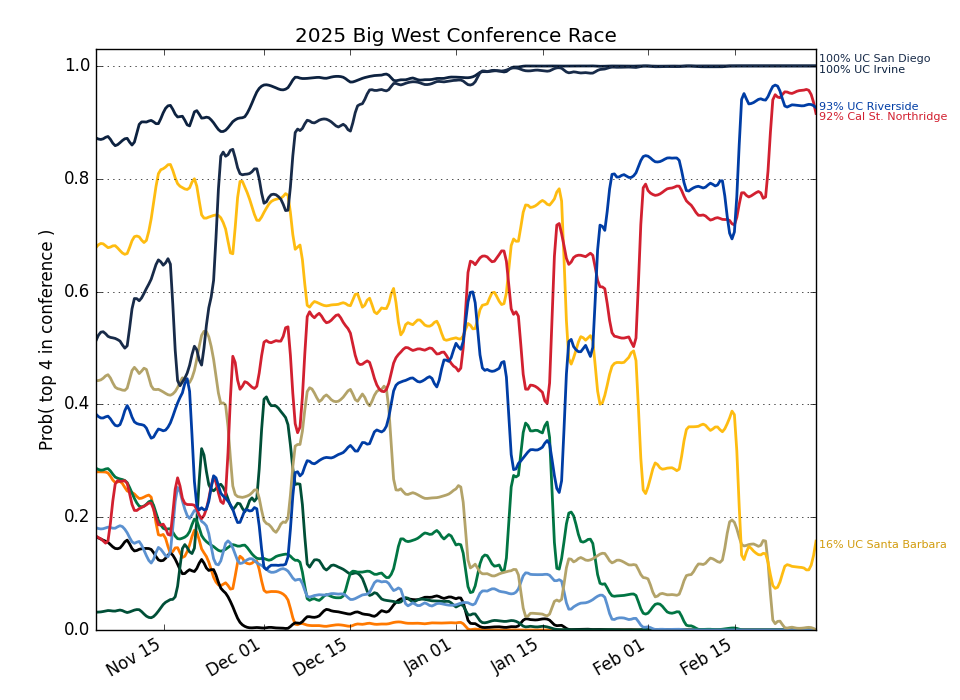 2025 Big West Conference Race
Prob( top 4 in conference )
1.0
0.8
0.6
0.4
0.2
0.0
Nov 15
Dec 01
Dec 15
Jan 01
Jan 15
Feb 01
Feb 15
100% UC San Diego
100% UC Irvine
93% UC Riverside
92% Cal St. Northridge
16% UC Santa Barbara